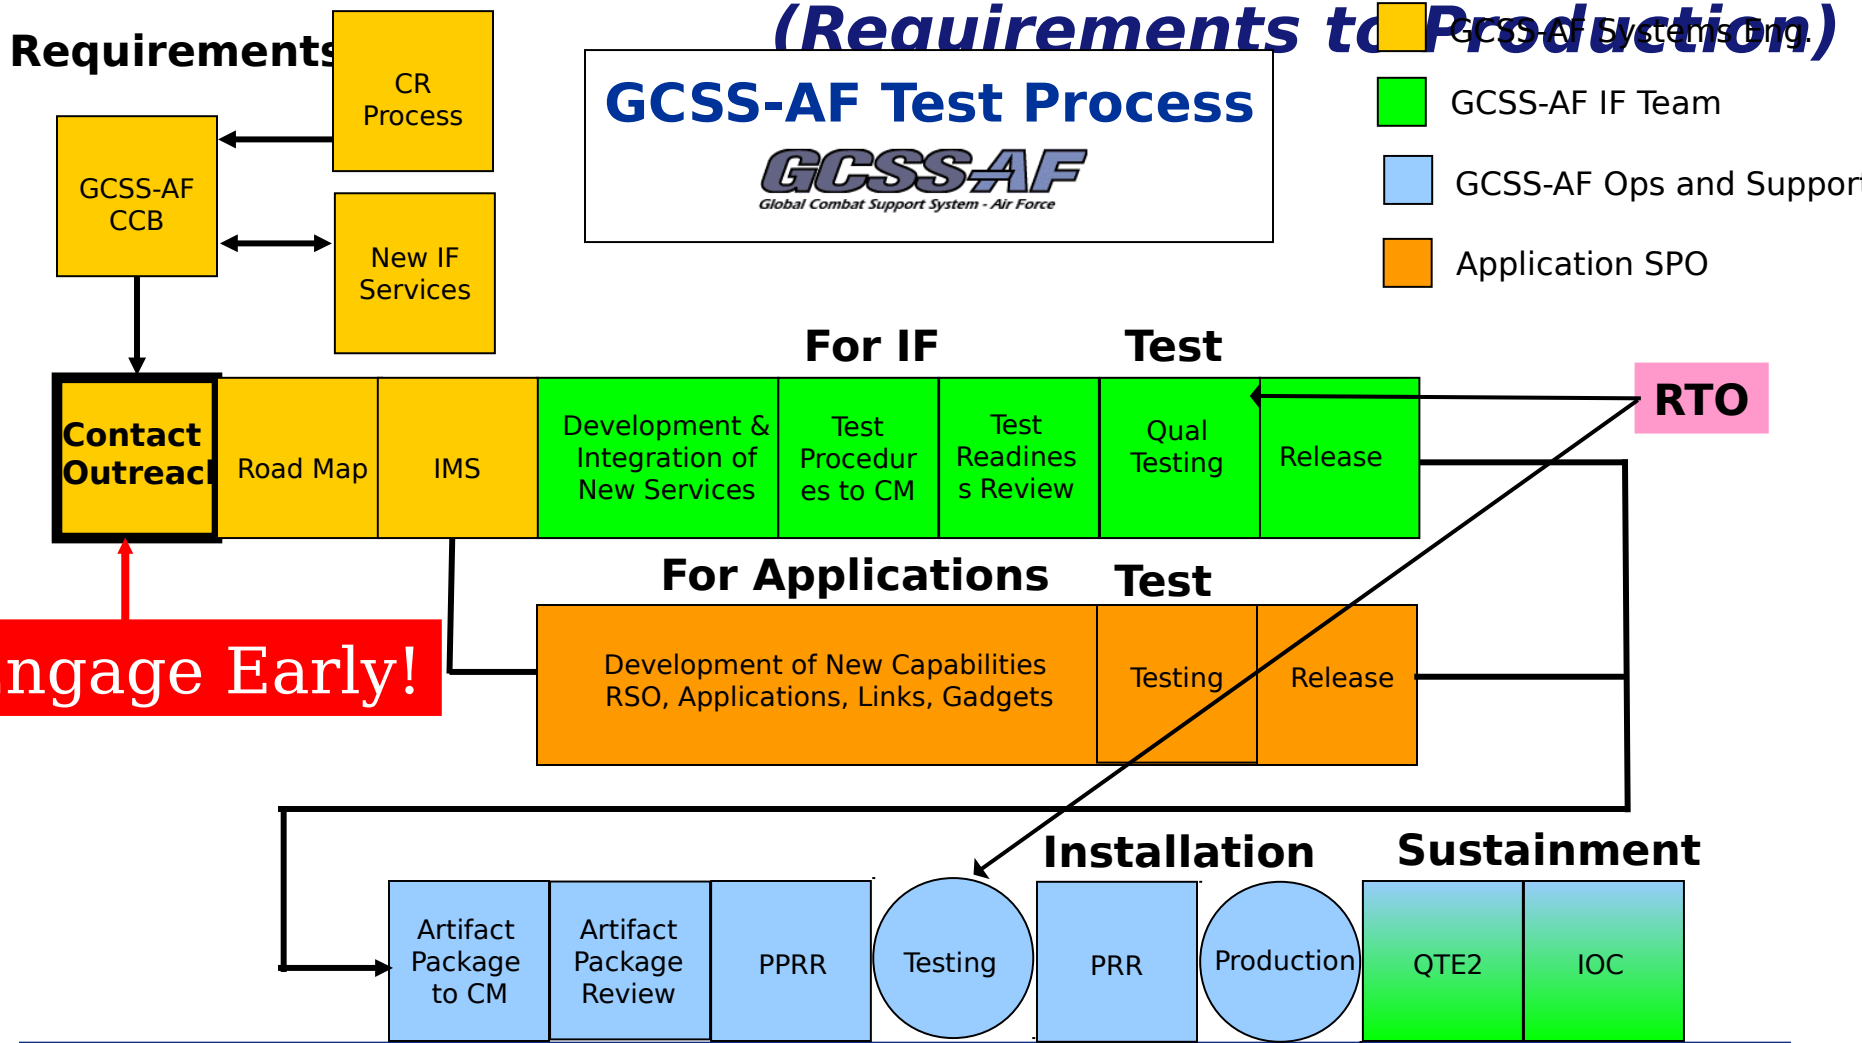 (Requirements to Production)
Requirements
CR
Process
GCSS-AF
CCB
New IF
Services
GCSS-AF Test Process
GCSS-AF
Global Combat Support System - Air Force
GCSS-AF Systems Eng.
GCSS-AF IF Team
GCSS-AF Ops and Support
Application SPO
For IF
Test
RTO
Contact
Outreach
Road Map
IMS
Development &
Integration of
New Services
Test
Procedur
es to CM
Test
Readines
s Review
Qual
Testing
Release
For Applications
Test
ngage Early!
Development of New Capabilities
RSO, Applications, Links, Gadgets
Testing
Release
Installation
Sustainment
Artifact
Package
to CM
Artifact
Package
Review
PPRR
Testing
PRR
Production
QTE2
IOC